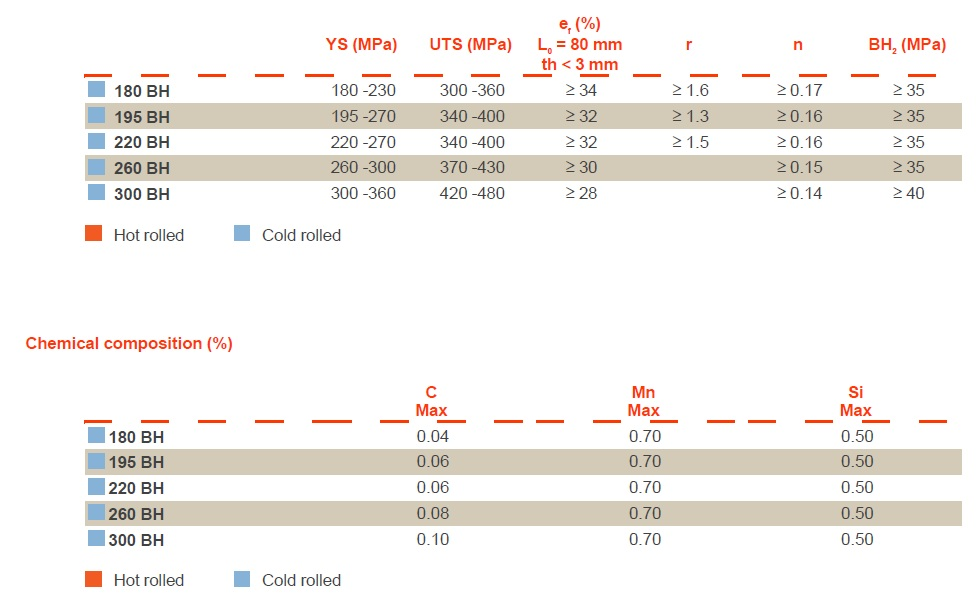 e_r (%)
YS (MPa) UTS (MPa) L_0 = 80 mm r n BH_2 (MPa)
th < 3 mm
180 BH 180 -230 300 -360 ≥ 34 ≥ 1.6 ≥ 0.17 ≥ 35
195 BH 195 -270 340 -400 ≥ 32 ≥ 1.3 ≥ 0.16 ≥ 35
220 BH 220 -270 340 -400 ≥ 32 ≥ 1.5 ≥ 0.16 ≥ 35
260 BH 260 -300 370 -430 ≥ 30 ≥ 0.15 ≥ 35
300 BH 300 -360 420 -480 ≥ 28 ≥ 0.14 ≥ 40
Hot rolled Cold rolled
Chemical composition (%)
C Mn Si
Max Max Max
180 BH 0.04 0.70 0.50
195 BH 0.06 0.70 0.50
220 BH 0.06 0.70 0.50
260 BH 0.08 0.70 0.50
300 BH 0.10 0.70 0.50
Hot rolled Cold rolled